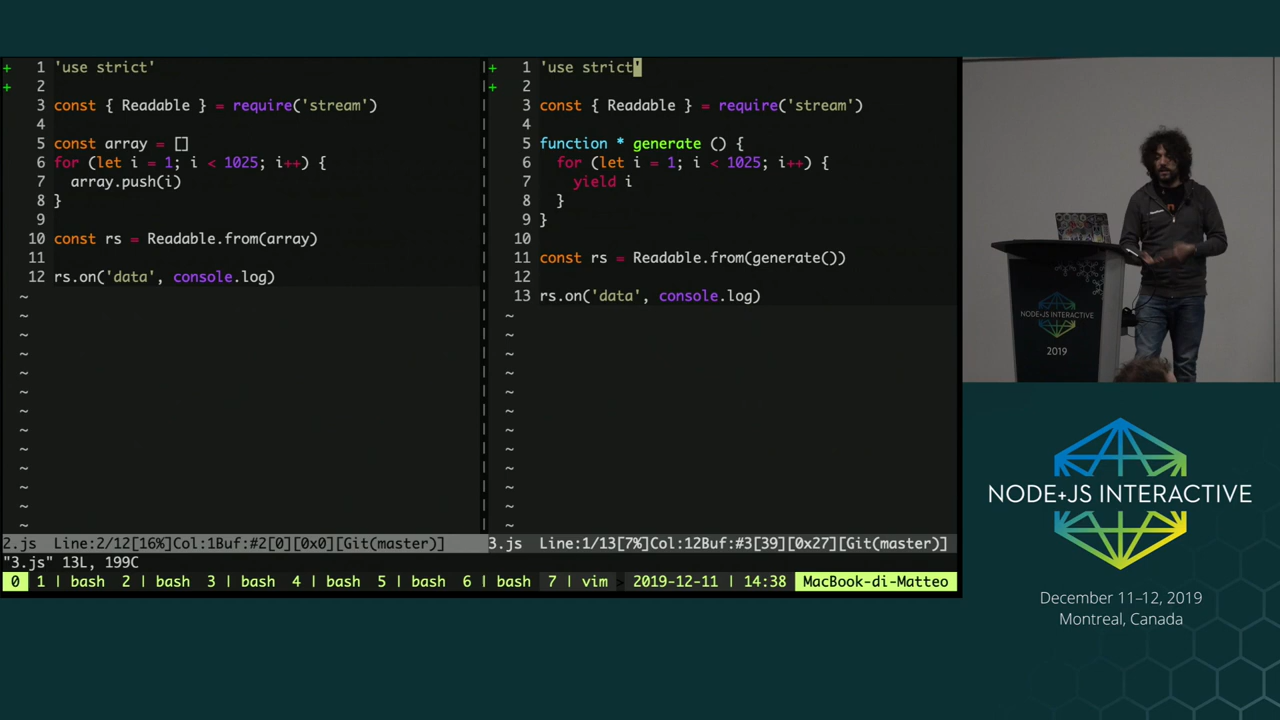 + 1 'use strict'
+ 2
3 const { Readable } = require('stream')
4
5 const array = []
6 for (let i = 1; i < 1025; i++) {
7 array.push(i)
8 }
9
10 const rs = Readable.from(array)
11
12 rs.on('data', console.log)
~
~
~
~
~
~
~
~
~
~
~
~
~
2.js Line:2/12[16%]Col:1Buf:#2[0][0x0][Git(master)]
+ 1 'use strict'
+ 2
3 const { Readable } = require('stream')
4
5 function * generate () {
6 for (let i = 1; i < 1025; i++) {
7 yield i
8 }
9 }
10
11 const rs = Readable.from(generate())
12
13 rs.on('data', console.log)
~
~
~
~
~
~
~
~
~
~
~
~
3.js Line:1/13[7%]Col:12Buf:#3[39][0x27][Git(master)]
"3.js" 13L, 199C
0 1 | bash 2 | bash 3 | bash 4 | bash 5 | bash 6 | bash 7 | vim > 2019-12-11 | 14:38 MacBook-di-Matteo
NODE+JS INTERACTIVE
2019
NODE+JS INTERACTIVE
December 11–12, 2019
Montreal, Canada